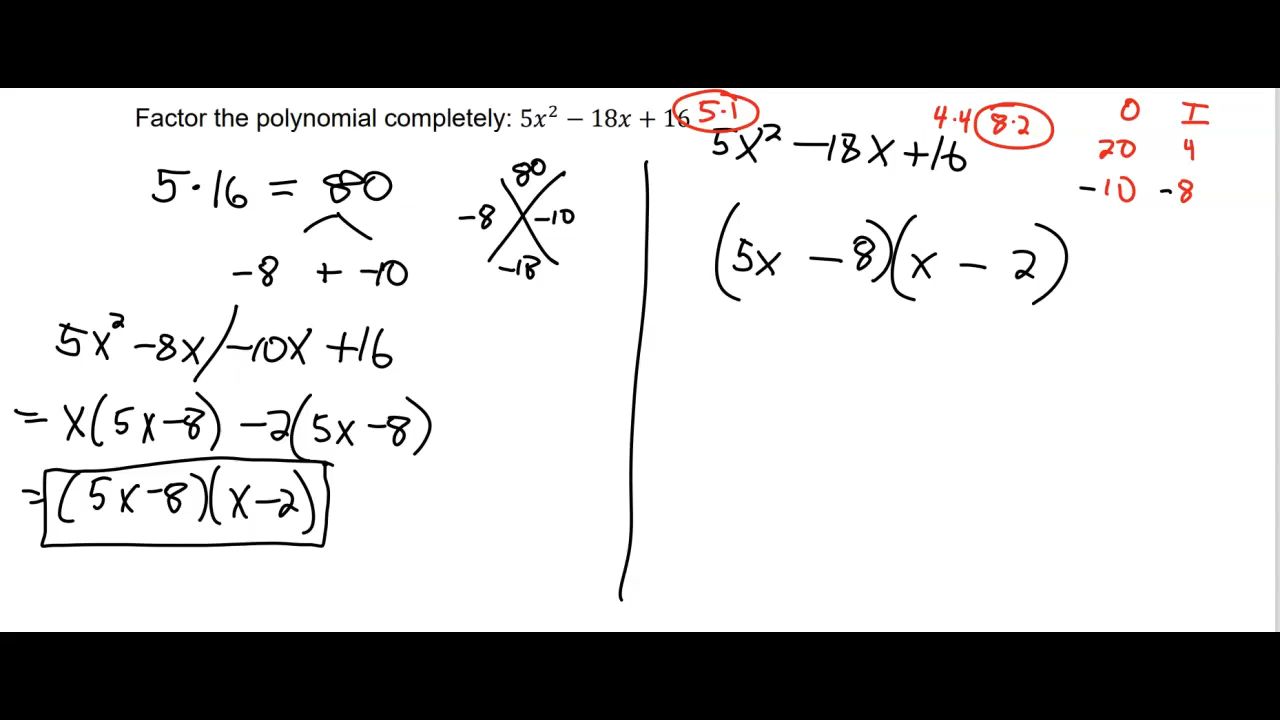 Factor the polynomial completely: 5x² − 18x + 16
5·16 = 80
-8 + -10
80
-8 -10
-18
5x² -8x / -10x +16
= x(5x-8) -2(5x-8)
= (5x-8)(x-2)
5·1 4·4 8·2
5x² -18x +16
(5x - 8)(x - 2)
O I
20 4
-10 -8